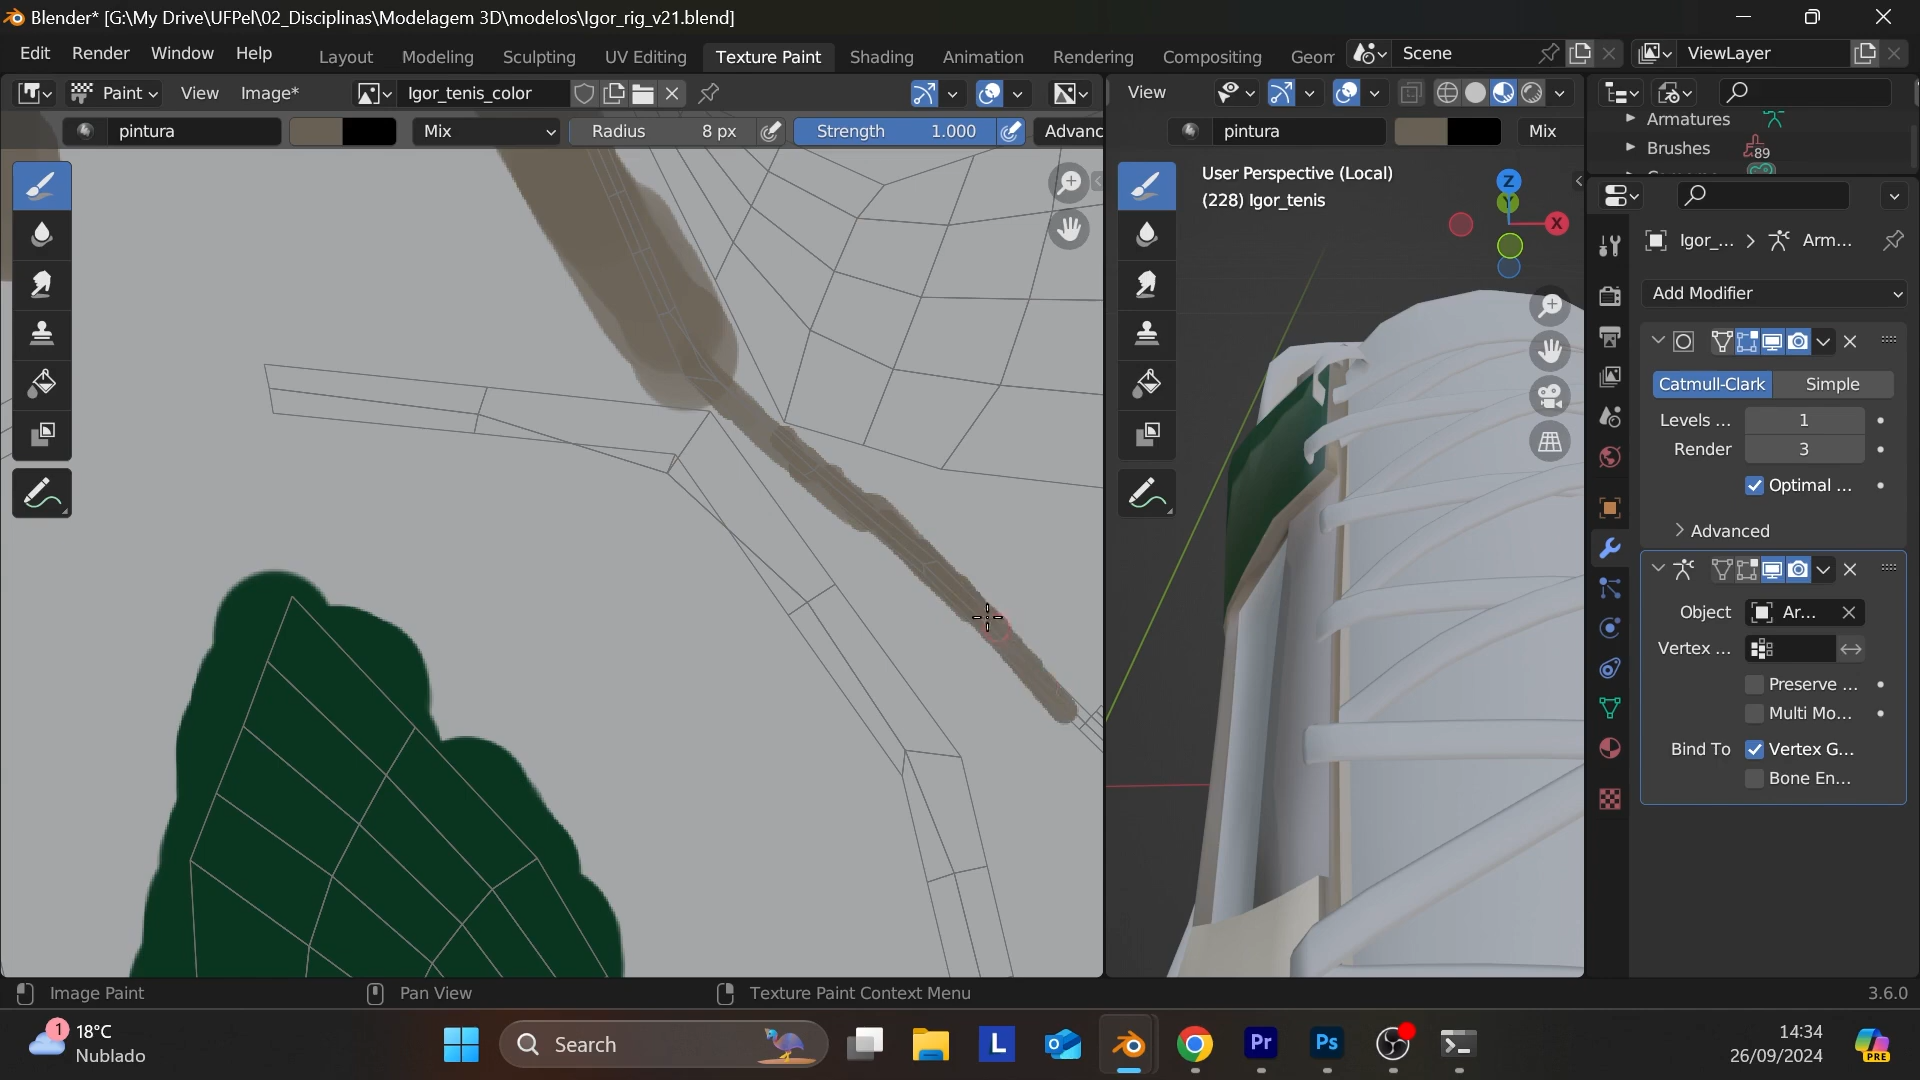 Blender* [G:\My Drive\UFPel\02_Disciplinas\Modelagem 3D\modelos\Igor_rig_v21.blend]
Edit Render Window Help Layout Modeling Sculpting UV Editing Texture Paint Shading Animation Rendering Compositing Geom Scene ViewLayer
Paint View Image* Igor_tenis_color View
pintura Mix Radius 8 px Strength 1.000 Advanc pintura Mix
Armatures
Brushes 89
User Perspective (Local)
(228) Igor_tenis
Z
Y
X
Igor_... Arm...
Add Modifier
Catmull-Clark Simple
Levels ... 1
Render 3
Optimal ...
Advanced
Object Ar...
Vertex ...
Preserve ...
Multi Mo...
Bind To Vertex G...
Bone En...
Image Paint Pan View Texture Paint Context Menu 3.6.0
1 18°C
Nublado
Search
L
Pr
Ps
14:34
26/09/2024
PRE